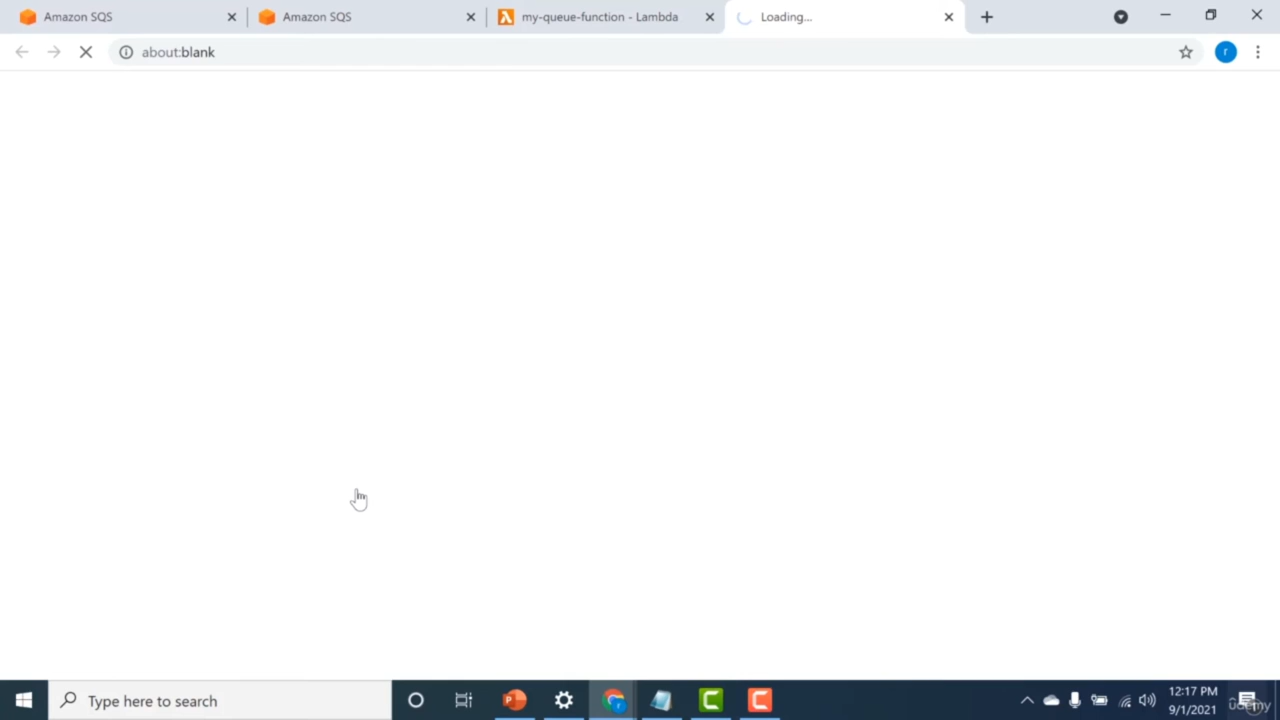 Amazon SQS
Amazon SQS
my-queue-function - Lambda
Loading...
about:blank
r
Type here to search
12:17 PM
9/1/2021
ûdemy